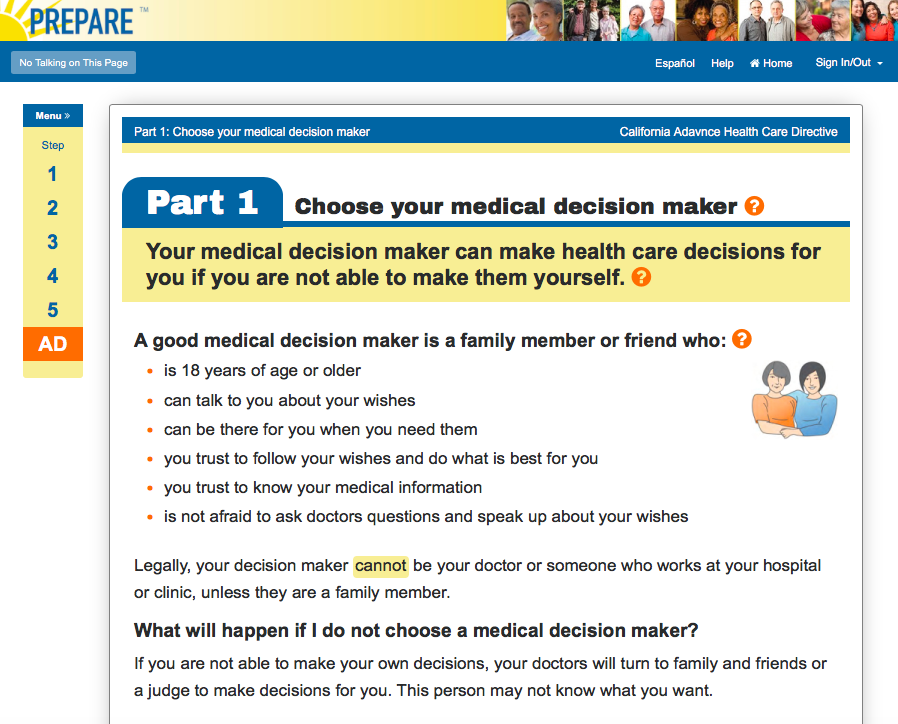 PREPARE ™
No Talking on This Page
Español Help Home Sign In/Out
Menu »
Step
1
2
3
4
5
AD
Part 1: Choose your medical decision maker California Adavnce Health Care Directive
Part 1 Choose your medical decision maker ?
Your medical decision maker can make health care decisions for
you if you are not able to make them yourself. ?
A good medical decision maker is a family member or friend who: ?
• is 18 years of age or older
• can talk to you about your wishes
• can be there for you when you need them
• you trust to follow your wishes and do what is best for you
• you trust to know your medical information
• is not afraid to ask doctors questions and speak up about your wishes
Legally, your decision maker cannot be your doctor or someone who works at your hospital
or clinic, unless they are a family member.
What will happen if I do not choose a medical decision maker?
If you are not able to make your own decisions, your doctors will turn to family and friends or
a judge to make decisions for you. This person may not know what you want.